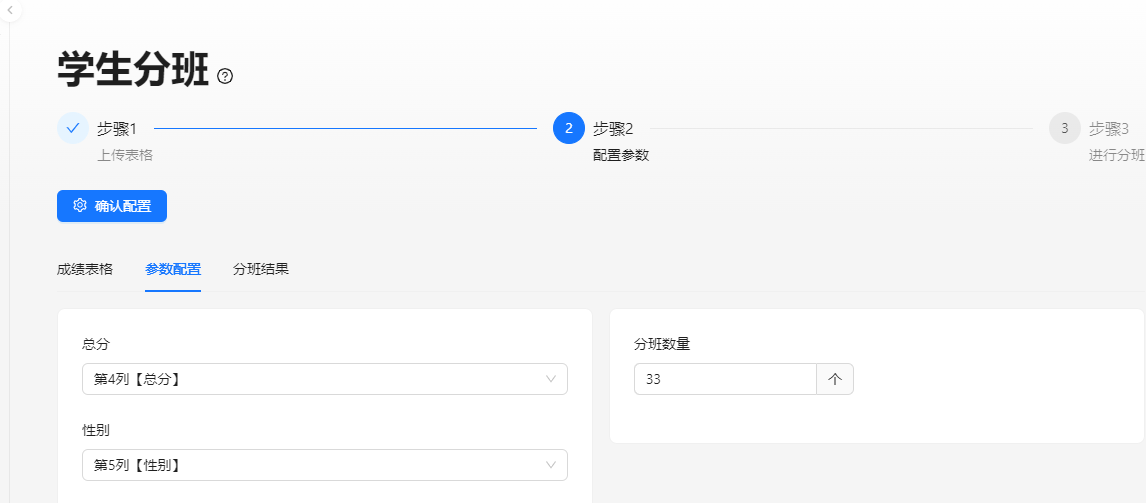 学生分班
步骤1
上传表格
2
步骤2
配置参数
3
步骤3
进行分班
确认配置
成绩表格
参数配置
分班结果
总分
第4列【总分】
性别
第5列【性别】
分班数量
33
个